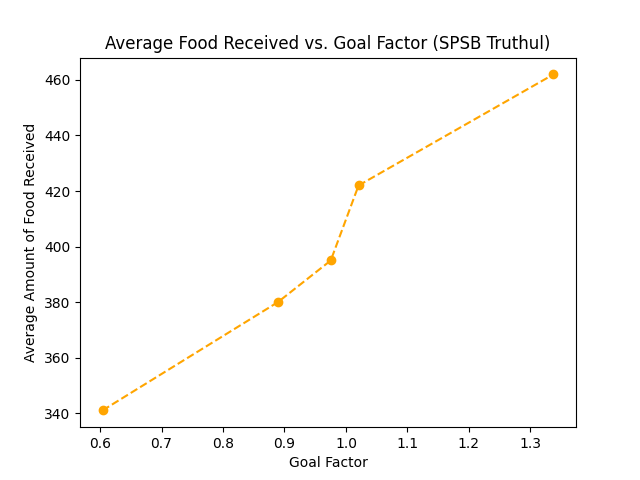 Average Food Received vs. Goal Factor (SPSB Truthul)
Average Amount of Food Received
460
440
420
400
380
360
340
0.6 0.7 0.8 0.9 1.0 1.1 1.2 1.3
Goal Factor